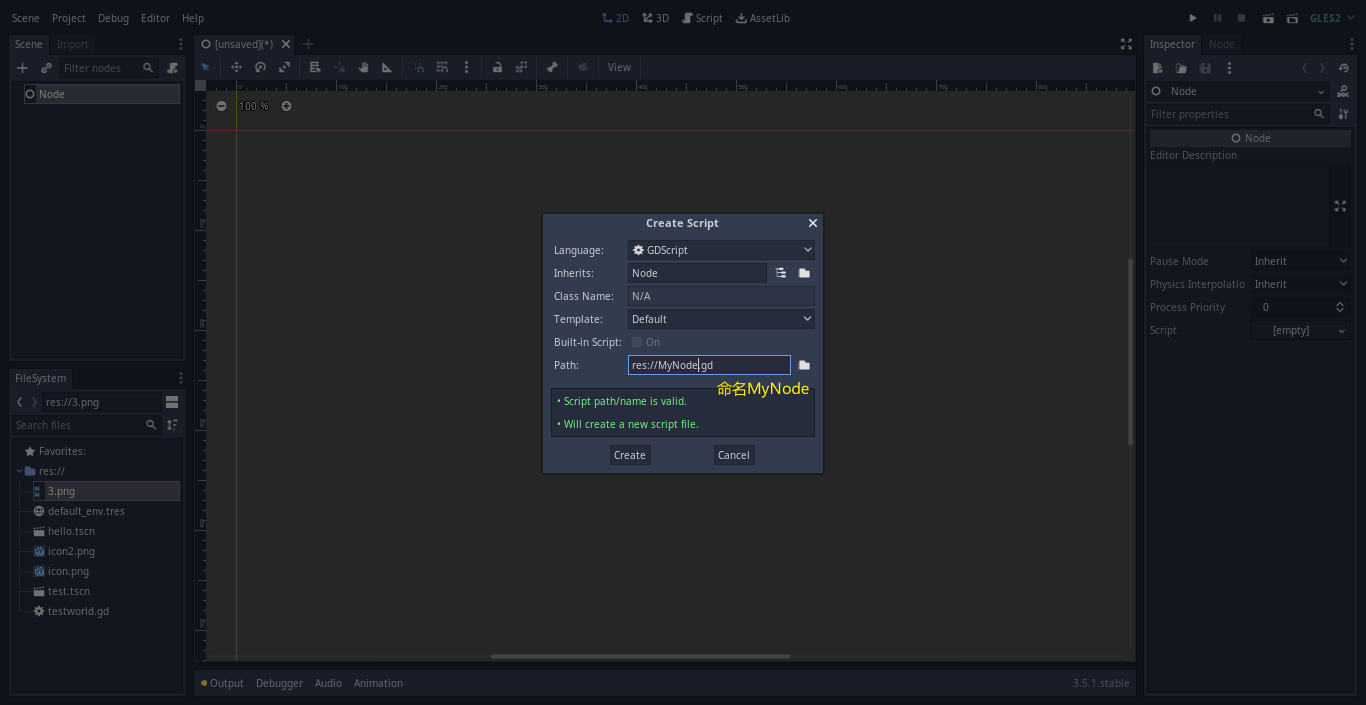 Scene Project Debug Editor Help 2D 3D Script AssetLib GLES2
Scene Import [unsaved](*) Inspector Node
Filter nodes View
Node Node
100 %
Filter properties
Node
Editor Description
Create Script
Language: GDScript
Inherits: Node
Class Name: N/A
Template: Default
Built-in Script: On
Path: res://MyNode.gd
命名MyNode
• Script path/name is valid.
• Will create a new script file.
Create Cancel
Pause Mode Inherit
Physics Interpolatio Inherit
Process Priority 0
Script [empty]
FileSystem
res://3.png
Search files
Favorites:
res://
3.png
default_env.tres
hello.tscn
icon2.png
icon.png
test.tscn
testworld.gd
Output Debugger Audio Animation 3.5.1.stable